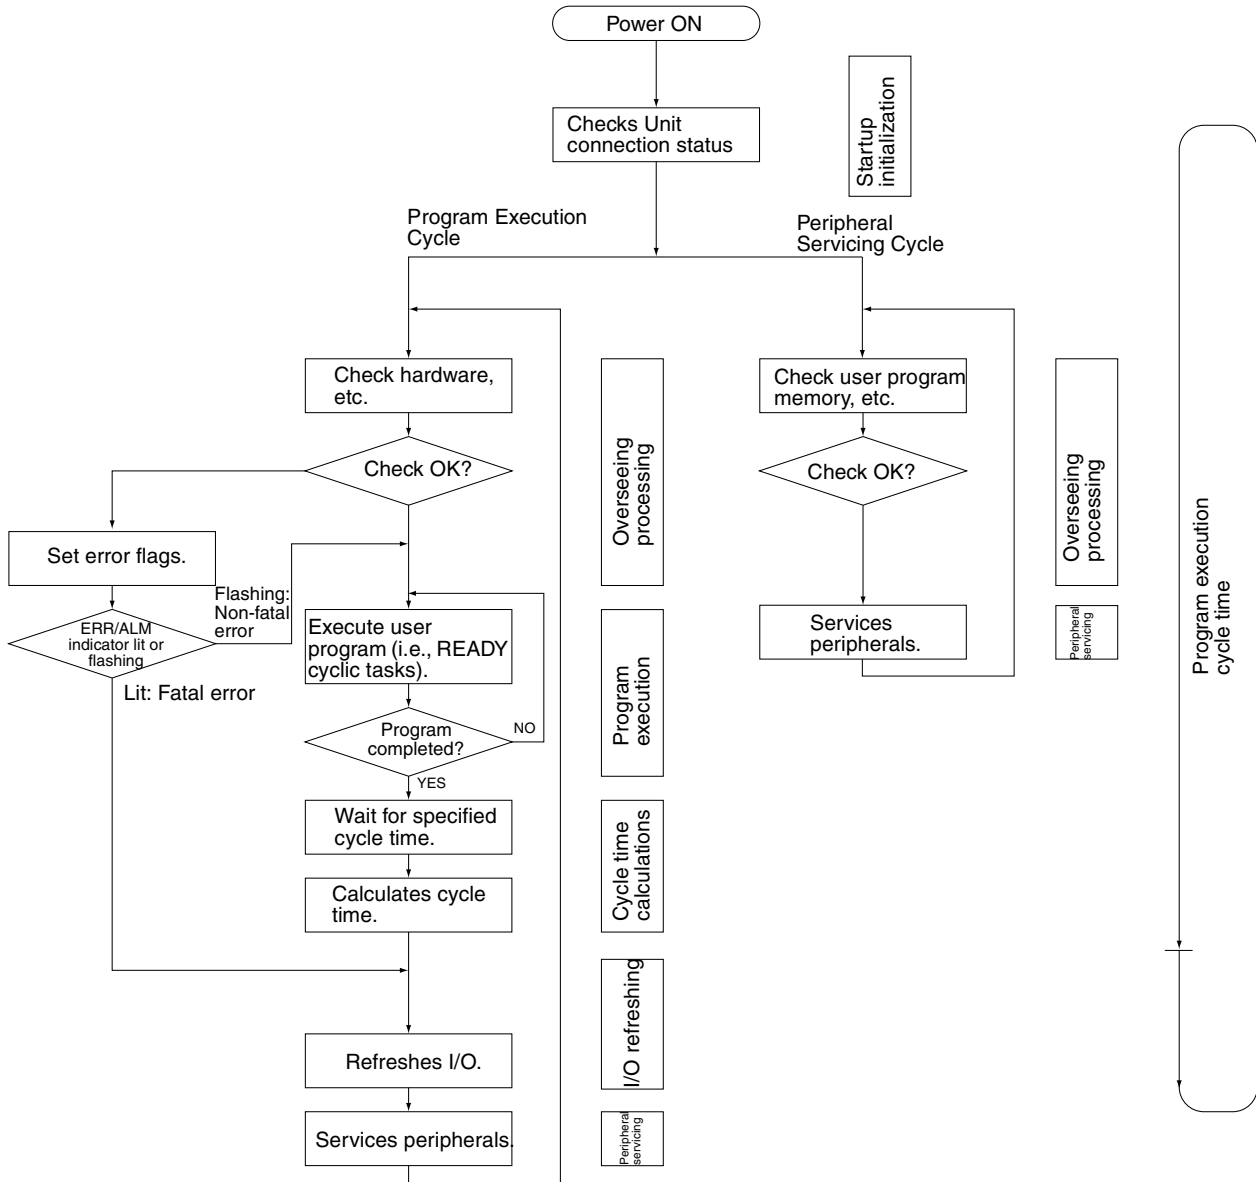 Power ON
Checks Unit
connection status
Startup
initialization
Program Execution
Cycle
Peripheral
Servicing Cycle
Check hardware,
etc.
Check OK?
Set error flags.
Flashing:
Non-fatal
error
ERR/ALM
indicator lit or
flashing
Lit: Fatal error
Execute user
program (i.e., READY
cyclic tasks).
Program
completed?
NO
YES
Wait for specified
cycle time.
Calculates cycle
time.
Refreshes I/O.
Services peripherals.
Overseeing
processing
Program
execution
Cycle time
calculations
I/O refreshing
Peripheral
servicing
Check user program
memory, etc.
Check OK?
Services
peripherals.
Overseeing
processing
Peripheral
servicing
Program execution
cycle time